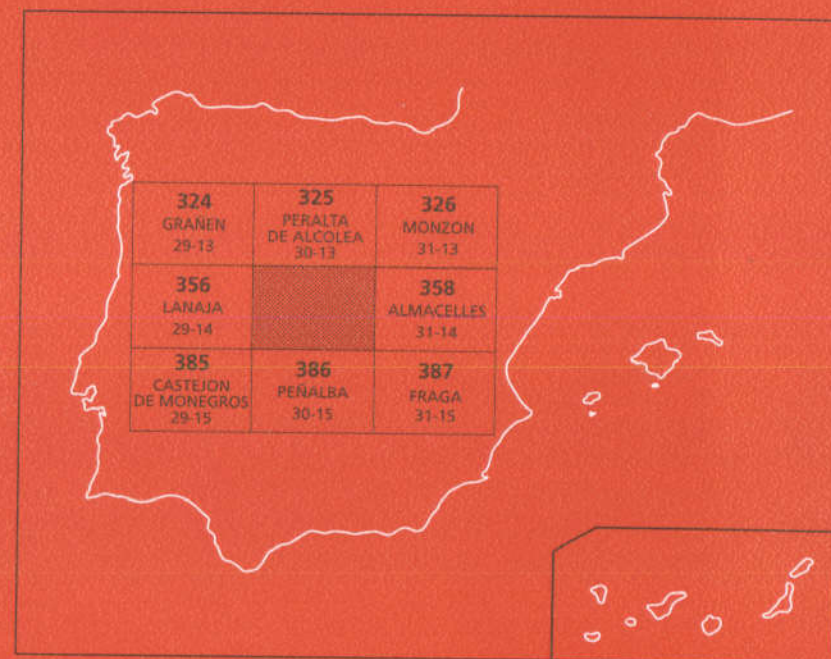 324
GRAÑEN
29-13
325
PERALTA
DE ALCOLEA
30-13
326
MONZON
31-13
356
LANAJA
29-14
358
ALMACELLES
31-14
385
CASTEJON
DE MONEGROS
29-15
386
PEÑALBA
30-15
387
FRAGA
31-15